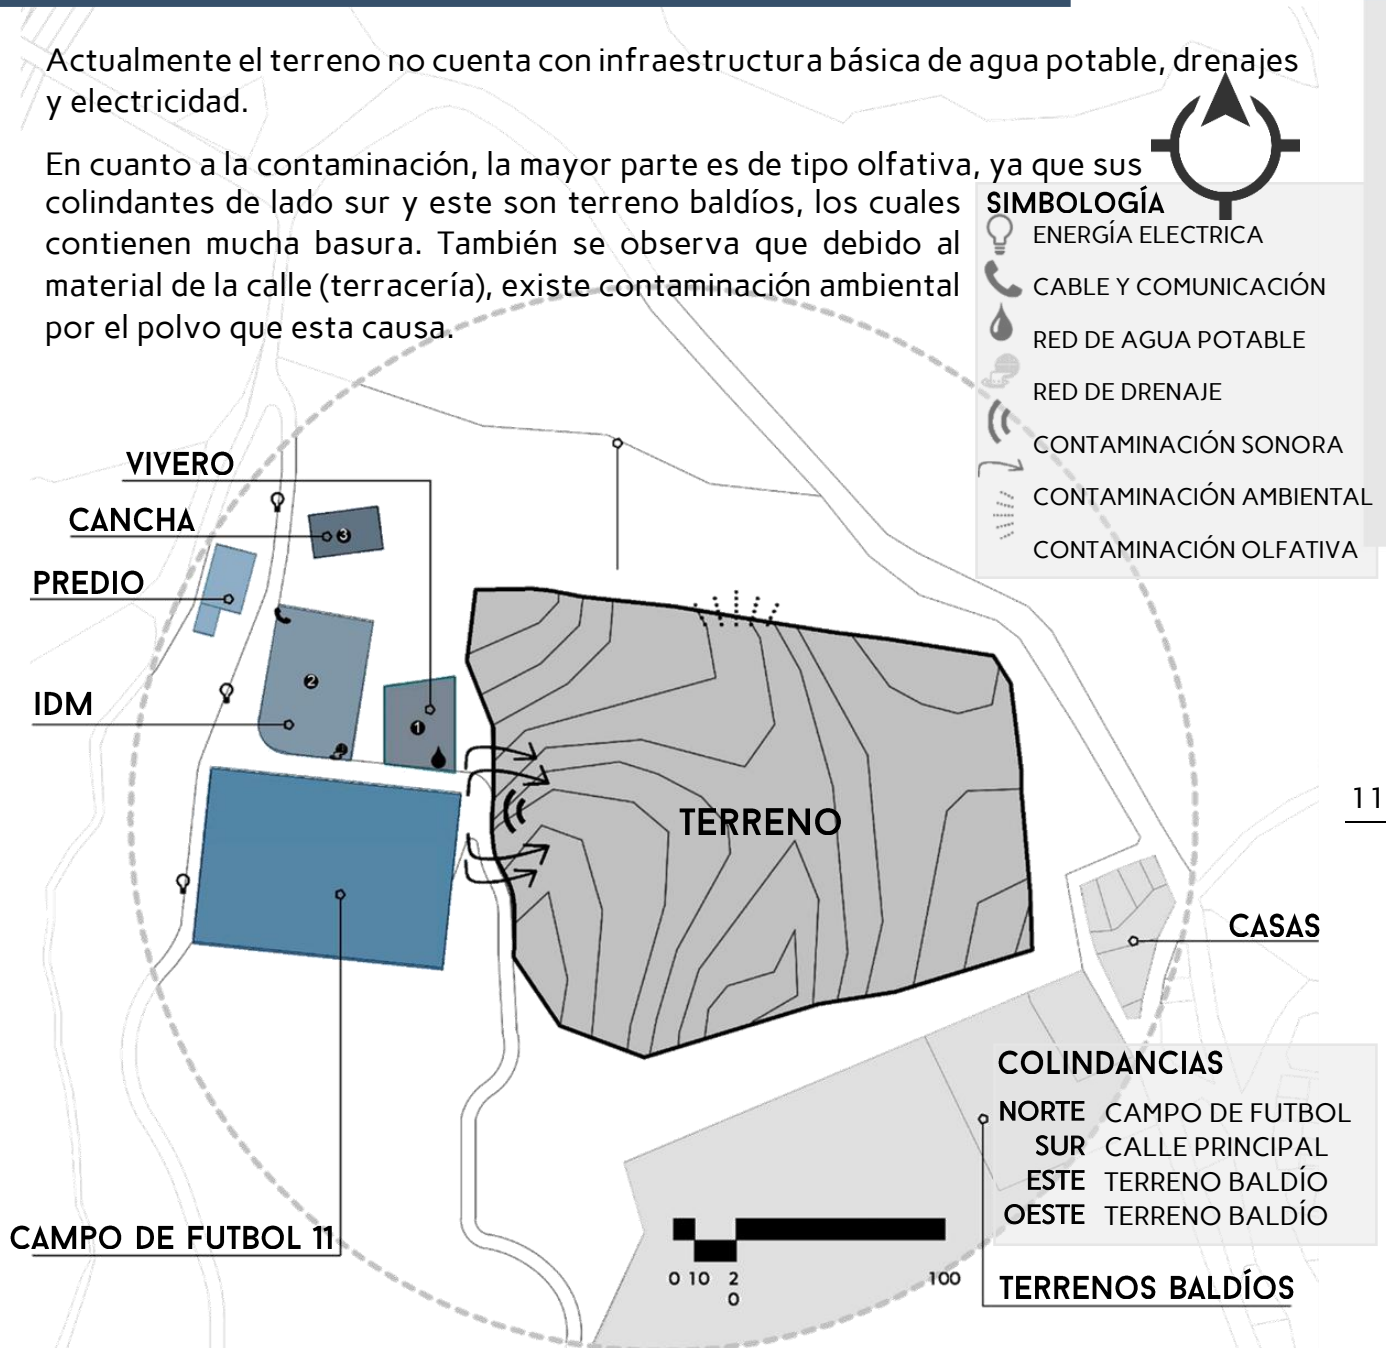 Actualmente el terreno no cuenta con infraestructura básica de agua potable, drenajes
y electricidad.
En cuanto a la contaminación, la mayor parte es de tipo olfativa, ya que sus
colindantes de lado sur y este son terreno baldíos, los cuales
contienen mucha basura. También se observa que debido al
material de la calle (terracería), existe contaminación ambiental
por el polvo que esta causa.
SIMBOLOGÍA
ENERGÍA ELECTRICA
CABLE Y COMUNICACIÓN
RED DE AGUA POTABLE
RED DE DRENAJE
CONTAMINACIÓN SONORA
CONTAMINACIÓN AMBIENTAL
CONTAMINACIÓN OLFATIVA
VIVERO
CANCHA
3
PREDIO
2
IDM
1
TERRENO
11
CASAS
COLINDANCIAS
NORTE CAMPO DE FUTBOL
SUR CALLE PRINCIPAL
ESTE TERRENO BALDÍO
OESTE TERRENO BALDÍO
CAMPO DE FUTBOL 11
0 10 2 100
0
TERRENOS BALDÍOS